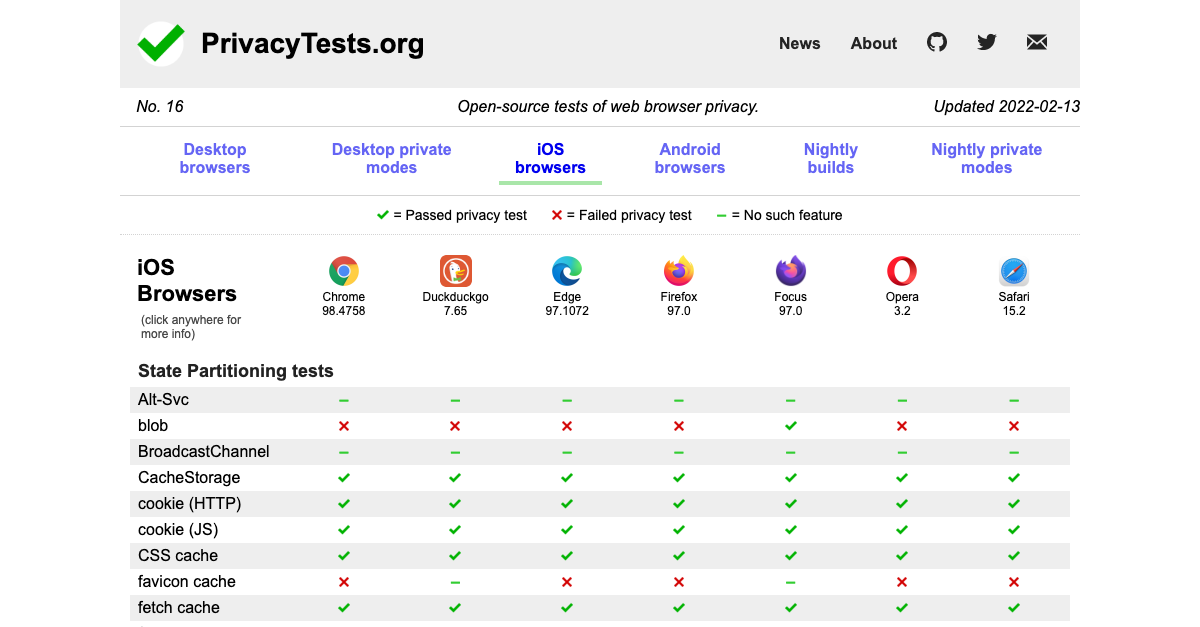 PrivacyTests.org
News About
No. 16 Open-source tests of web browser privacy. Updated 2022-02-13
Desktop browsers
Desktop private modes
iOS browsers
Android browsers
Nightly builds
Nightly private modes
✓ = Passed privacy test ✕ = Failed privacy test – = No such feature
iOS
Browsers
(click anywhere for
more info)
Chrome 98.4758
Duckduckgo 7.65
Edge 97.1072
Firefox 97.0
Focus 97.0
Opera 3.2
Safari 15.2
State Partitioning tests
Alt-Svc – – – – – – –
blob ✕ ✕ ✕ ✕ ✓ ✕ ✕
BroadcastChannel – – – – – – –
CacheStorage ✓ ✓ ✓ ✓ ✓ ✓ ✓
cookie (HTTP) ✓ ✓ ✓ ✓ ✓ ✓ ✓
cookie (JS) ✓ ✓ ✓ ✓ ✓ ✓ ✓
CSS cache ✓ ✓ ✓ ✓ ✓ ✓ ✓
favicon cache ✕ – ✕ ✕ – ✕ ✕
fetch cache ✓ ✓ ✓ ✓ ✓ ✓ ✓